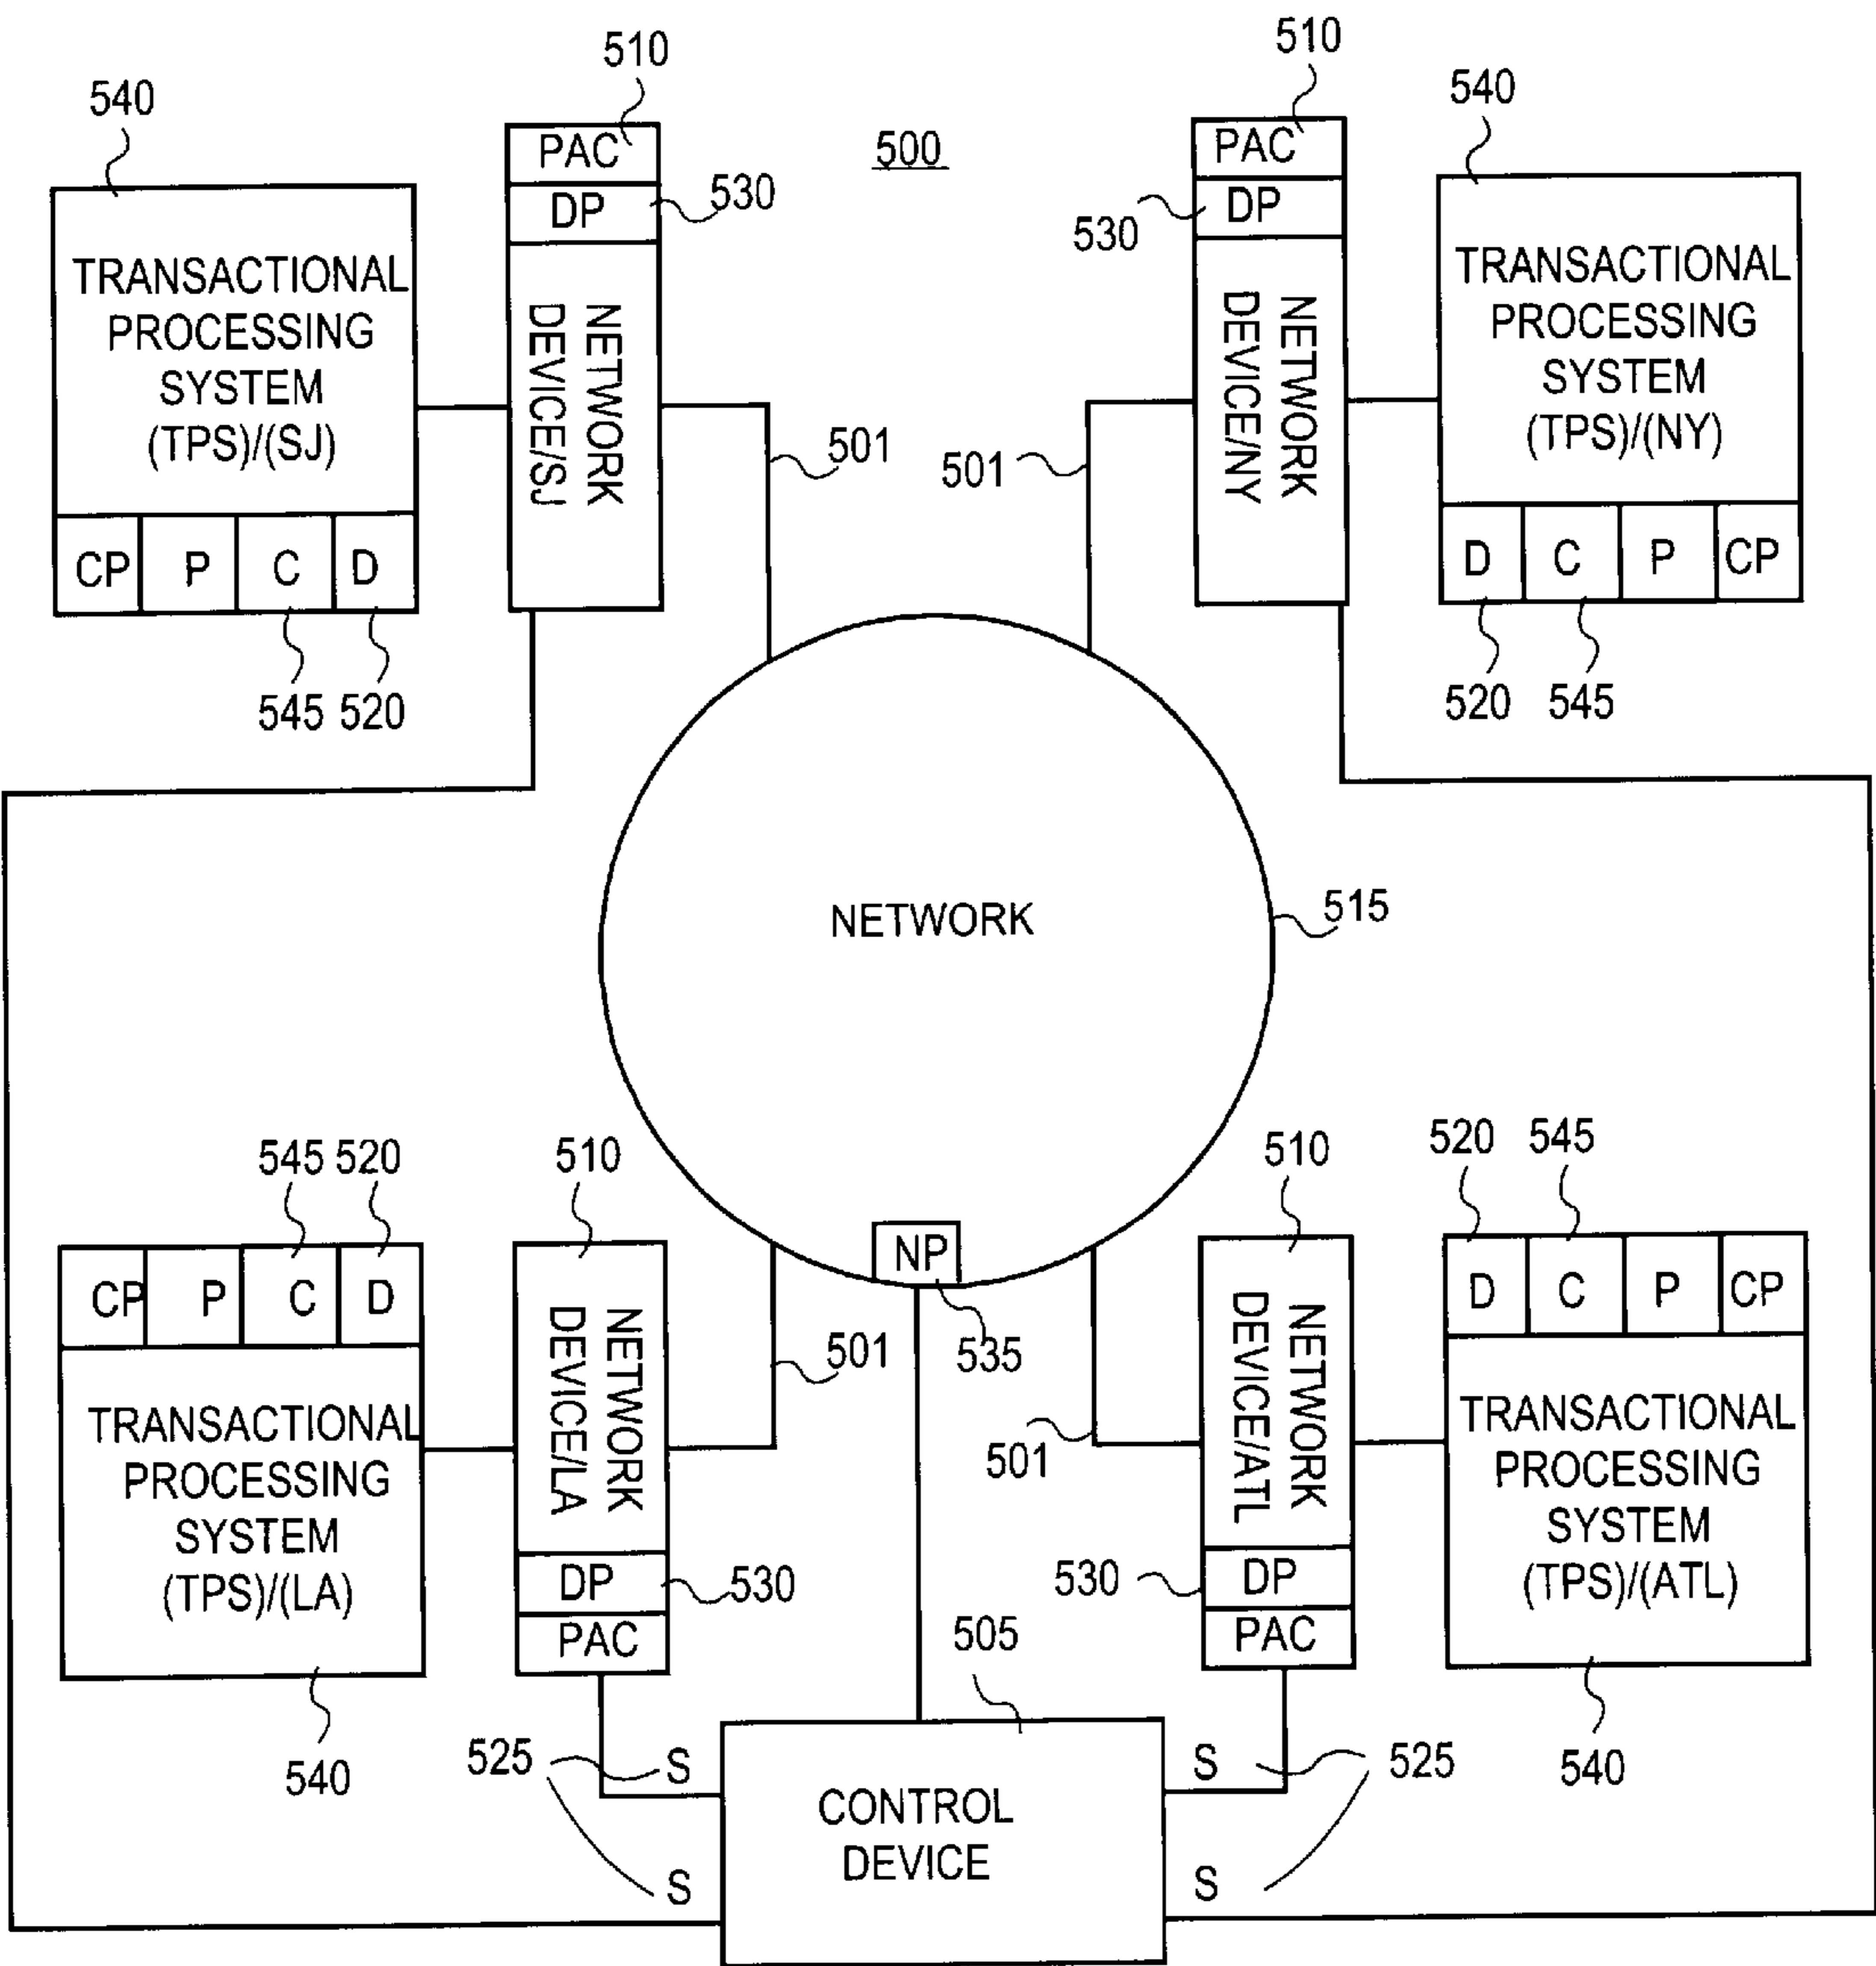 510
510
540
540
PAC
500
PAC
DP
530
530
DP
TRANSACTIONAL
PROCESSING
SYSTEM
(TPS)/(SJ)
NETWORK
DEVICE/SJ
NETWORK
DEVICE/NY
TRANSACTIONAL
PROCESSING
SYSTEM
(TPS)/(NY)
501
501
CP P C D
D C P CP
545 520
520 545
NETWORK
515
545 520
510
510
520 545
NP
535
CP P C D
D C P CP
NETWORK
DEVICE/LA
NETWORK
DEVICE/ATL
501
501
TRANSACTIONAL
PROCESSING
SYSTEM
(TPS)/(LA)
TRANSACTIONAL
PROCESSING
SYSTEM
(TPS)/(ATL)
DP
530
530
DP
PAC
505
PAC
540
525
S
S
525
540
CONTROL
DEVICE
S
S